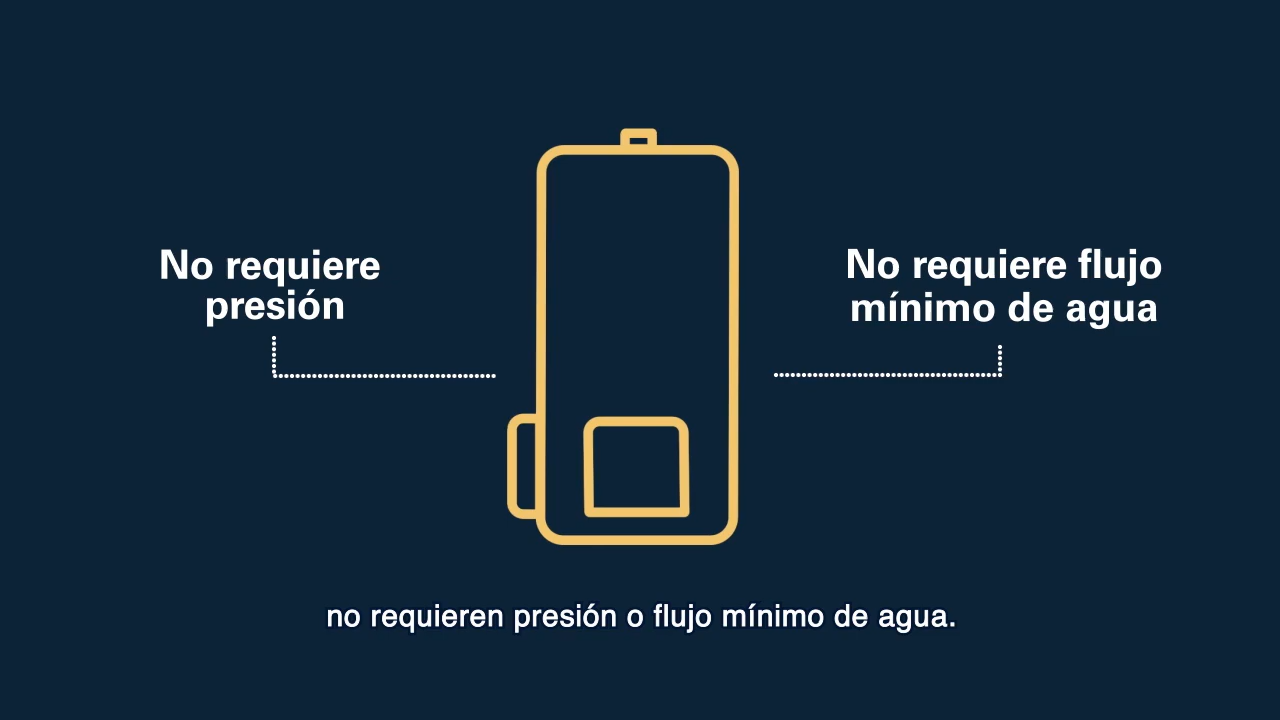 No requiere
presión
No requiere flujo
mínimo de agua
no requieren presión o flujo mínimo de agua.